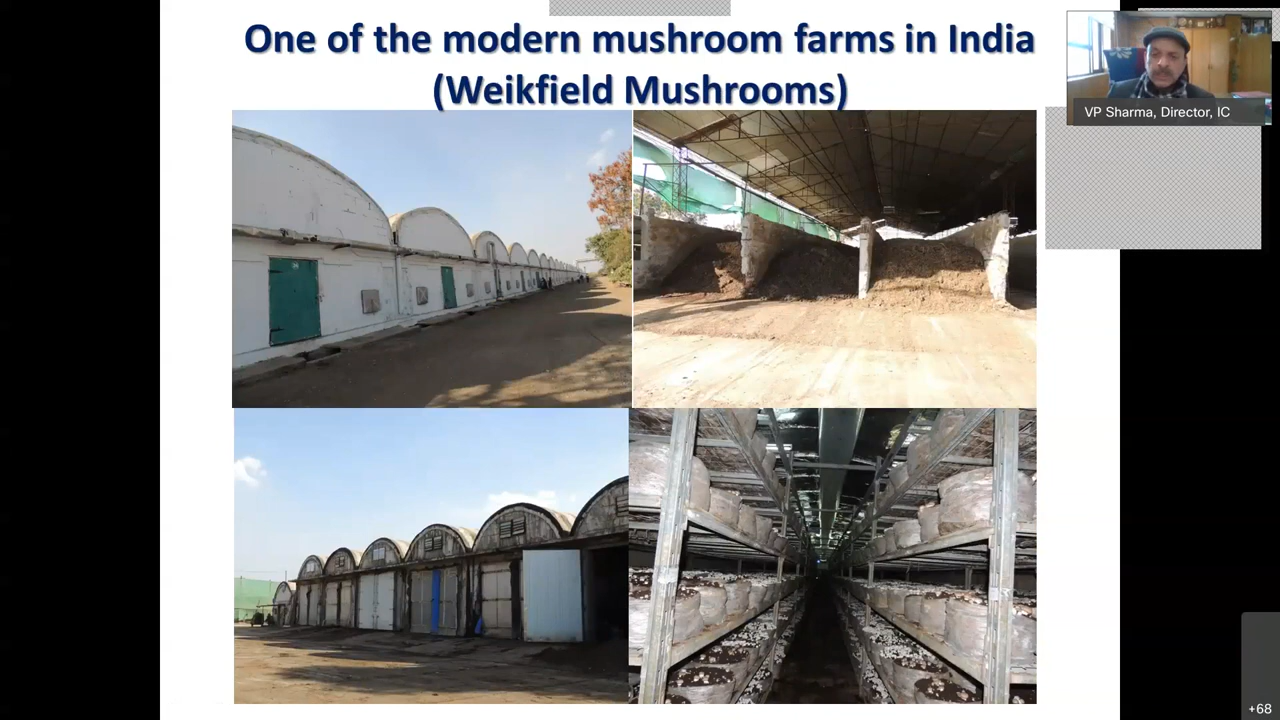 One of the modern mushroom farms in India
(Weikfield Mushrooms)
VP Sharma, Director, IC
+68